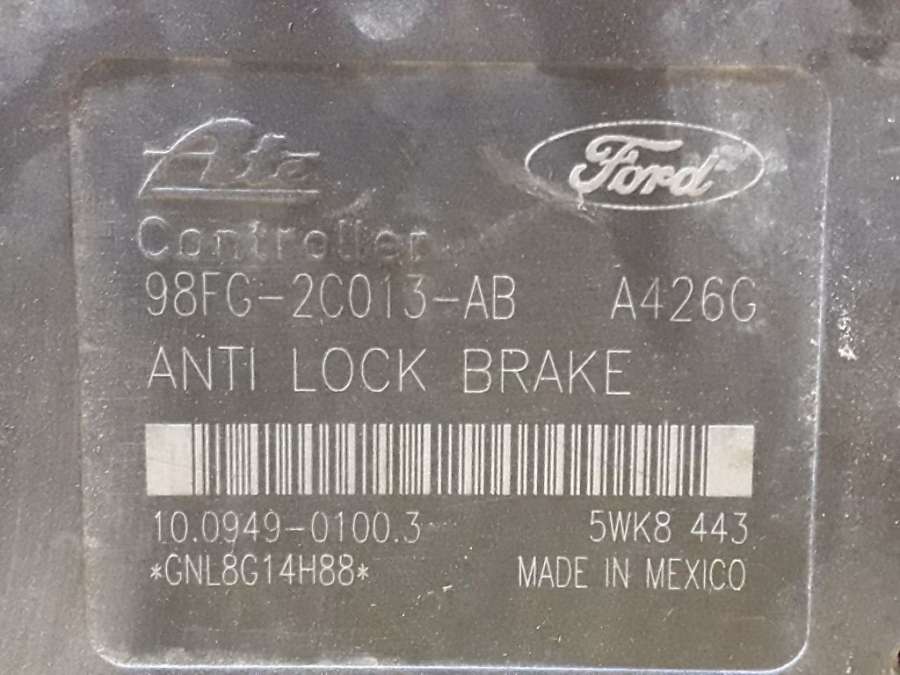 Ate Ford
Controller
98FG-2C013-AB A426G
ANTI LOCK BRAKE
10.0949-0100.3 5WK8 443
*GNL8G14H88* MADE IN MEXICO